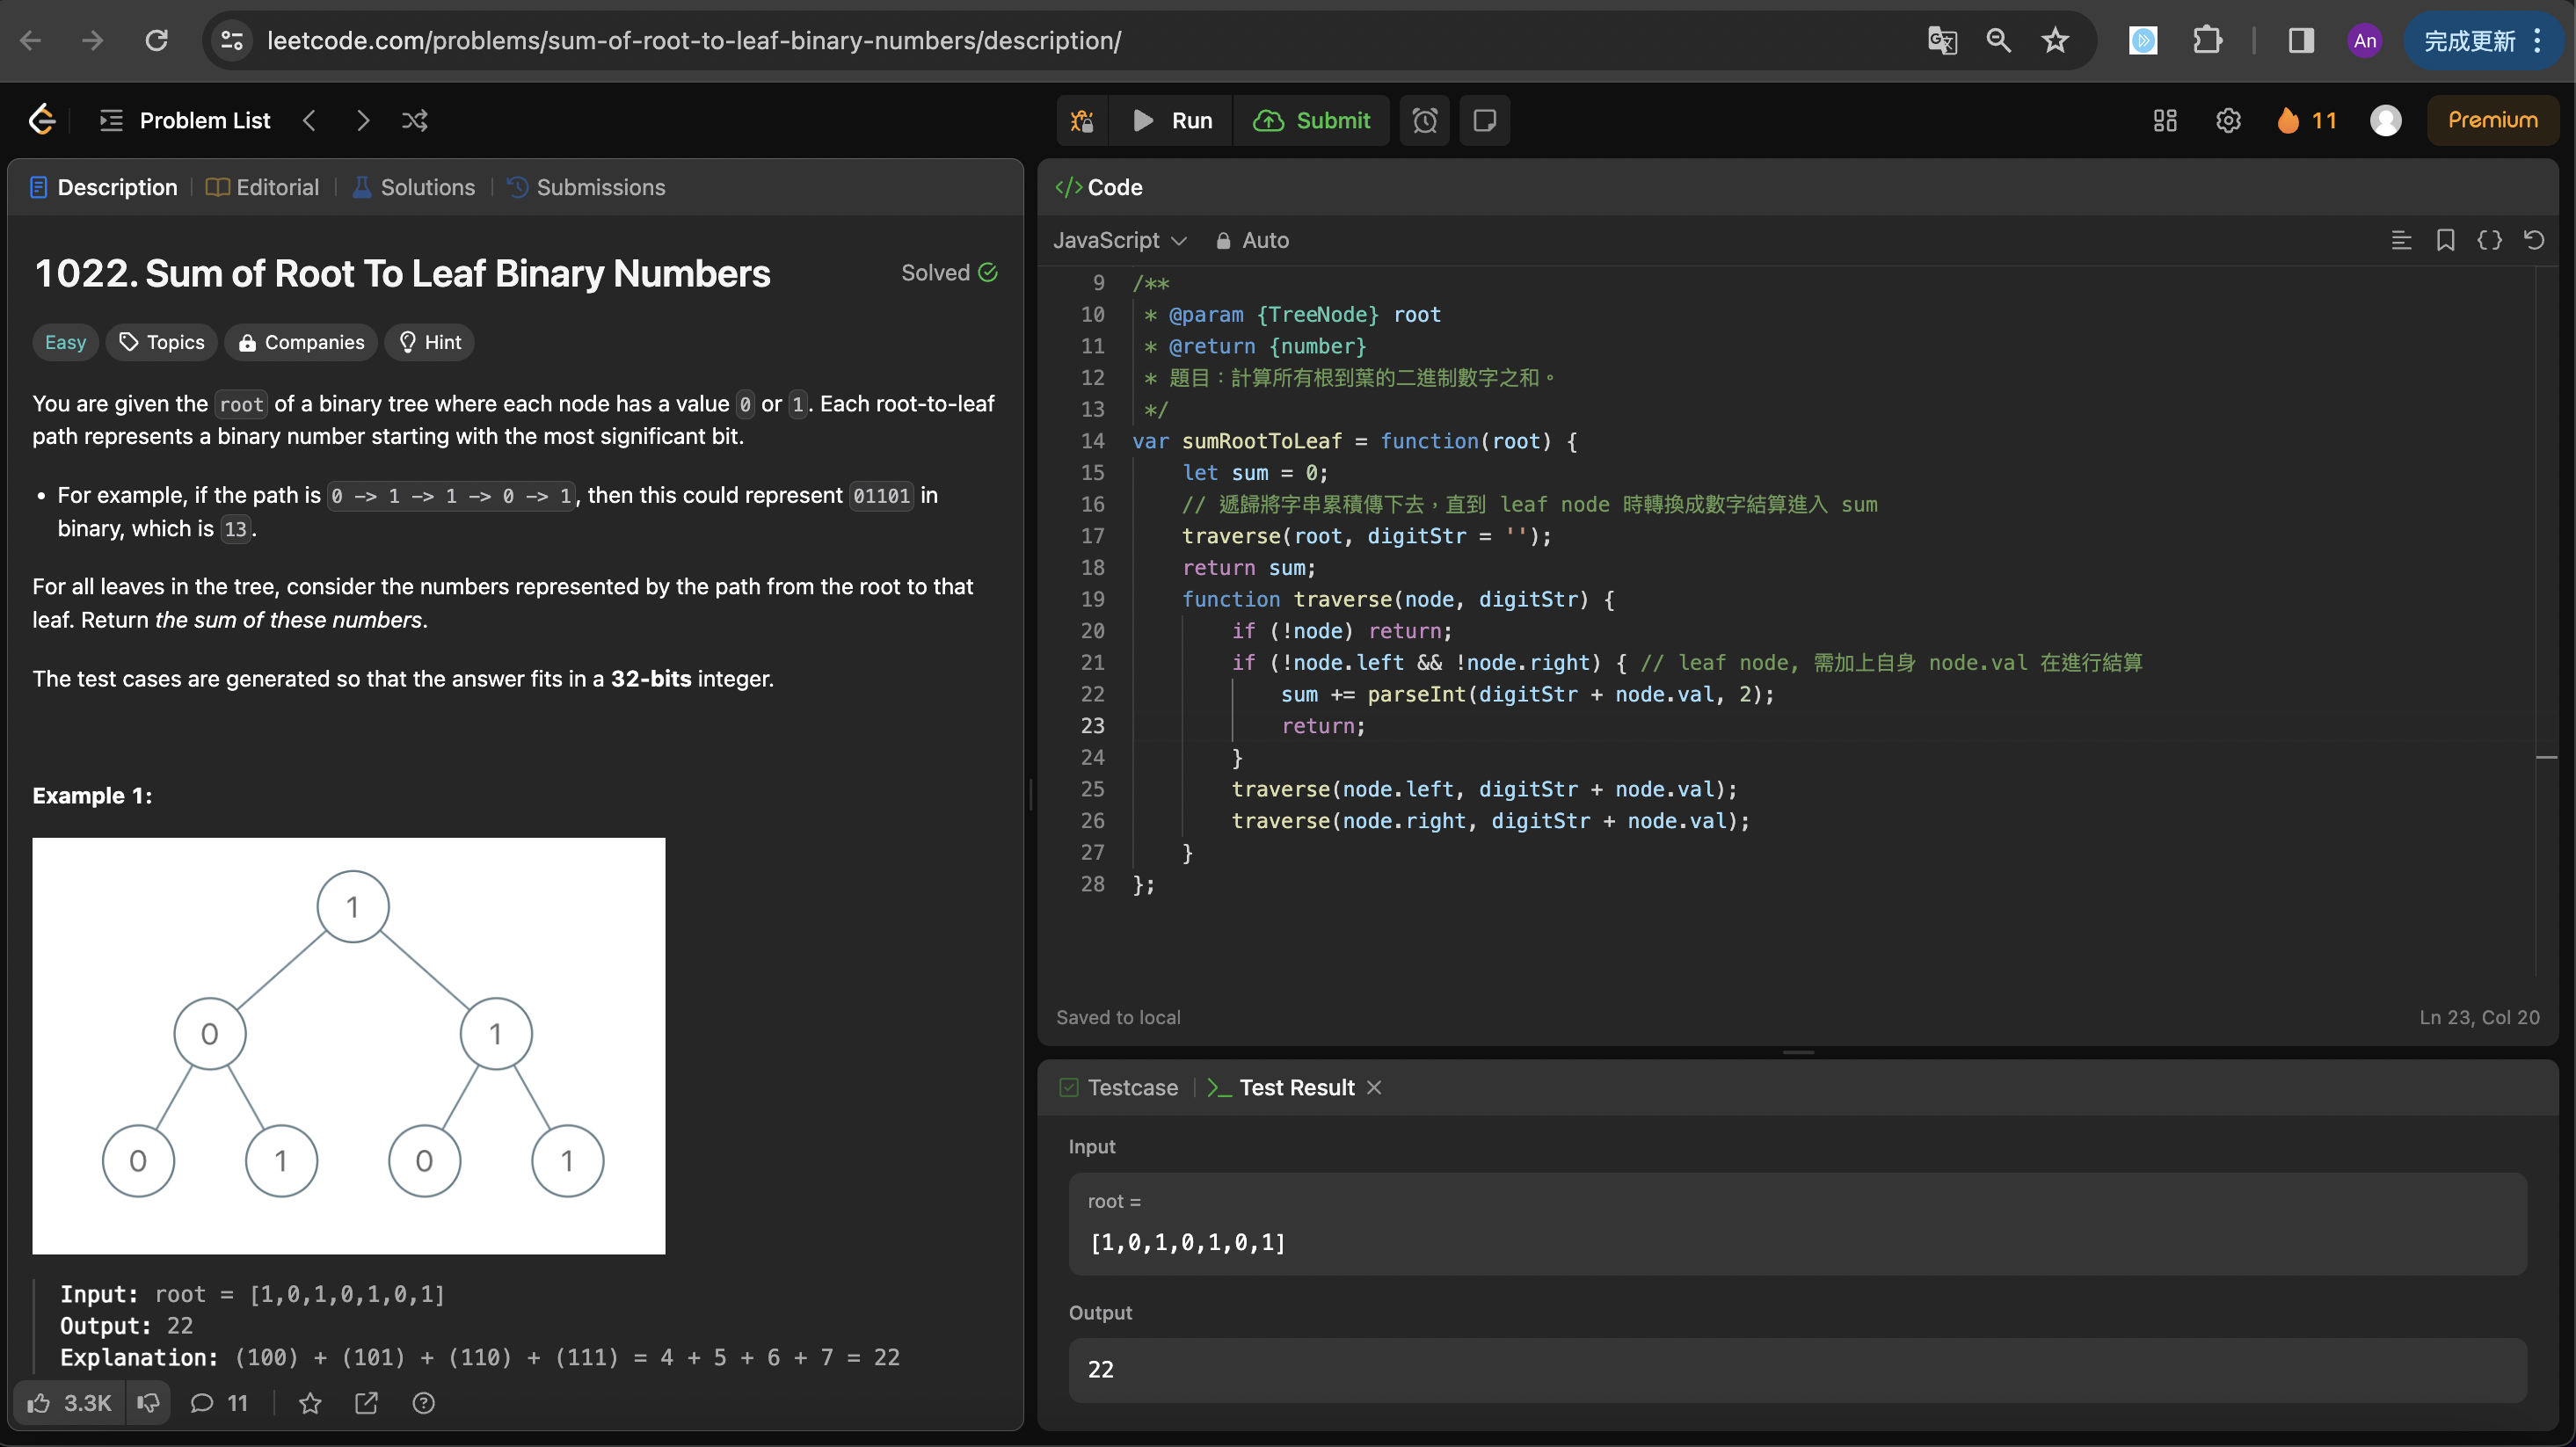 leetcode.com/problems/sum-of-root-to-leaf-binary-numbers/description/
An
完成更新
Problem List
Run
Submit
11
Premium
Description
Editorial
Solutions
Submissions
1022. Sum of Root To Leaf Binary Numbers
Solved
Easy
Topics
Companies
Hint
You are given the root of a binary tree where each node has a value 0 or 1. Each root-to-leaf
path represents a binary number starting with the most significant bit.
• For example, if the path is 0 -> 1 -> 1 -> 0 -> 1, then this could represent 01101 in
binary, which is 13.
For all leaves in the tree, consider the numbers represented by the path from the root to that
leaf. Return the sum of these numbers.
The test cases are generated so that the answer fits in a 32-bits integer.
Example 1:
1
0 1
0 1 0 1
Input: root = [1,0,1,0,1,0,1]
Output: 22
Explanation: (100) + (101) + (110) + (111) = 4 + 5 + 6 + 7 = 22
3.3K
11
</> Code
JavaScript
Auto
9 /**
10 * @param {TreeNode} root
11 * @return {number}
12 * 題目：計算所有根到葉的二進制數字之和。
13 */
14 var sumRootToLeaf = function(root) {
15 let sum = 0;
16 // 遞歸將字串累積傳下去，直到 leaf node 時轉換成數字結算進入 sum
17 traverse(root, digitStr = '');
18 return sum;
19 function traverse(node, digitStr) {
20 if (!node) return;
21 if (!node.left && !node.right) { // leaf node, 需加上自身 node.val 在進行結算
22 sum += parseInt(digitStr + node.val, 2);
23 return;
24 }
25 traverse(node.left, digitStr + node.val);
26 traverse(node.right, digitStr + node.val);
27 }
28 };
Saved to local
Ln 23, Col 20
Testcase
Test Result
Input
root =
[1,0,1,0,1,0,1]
Output
22